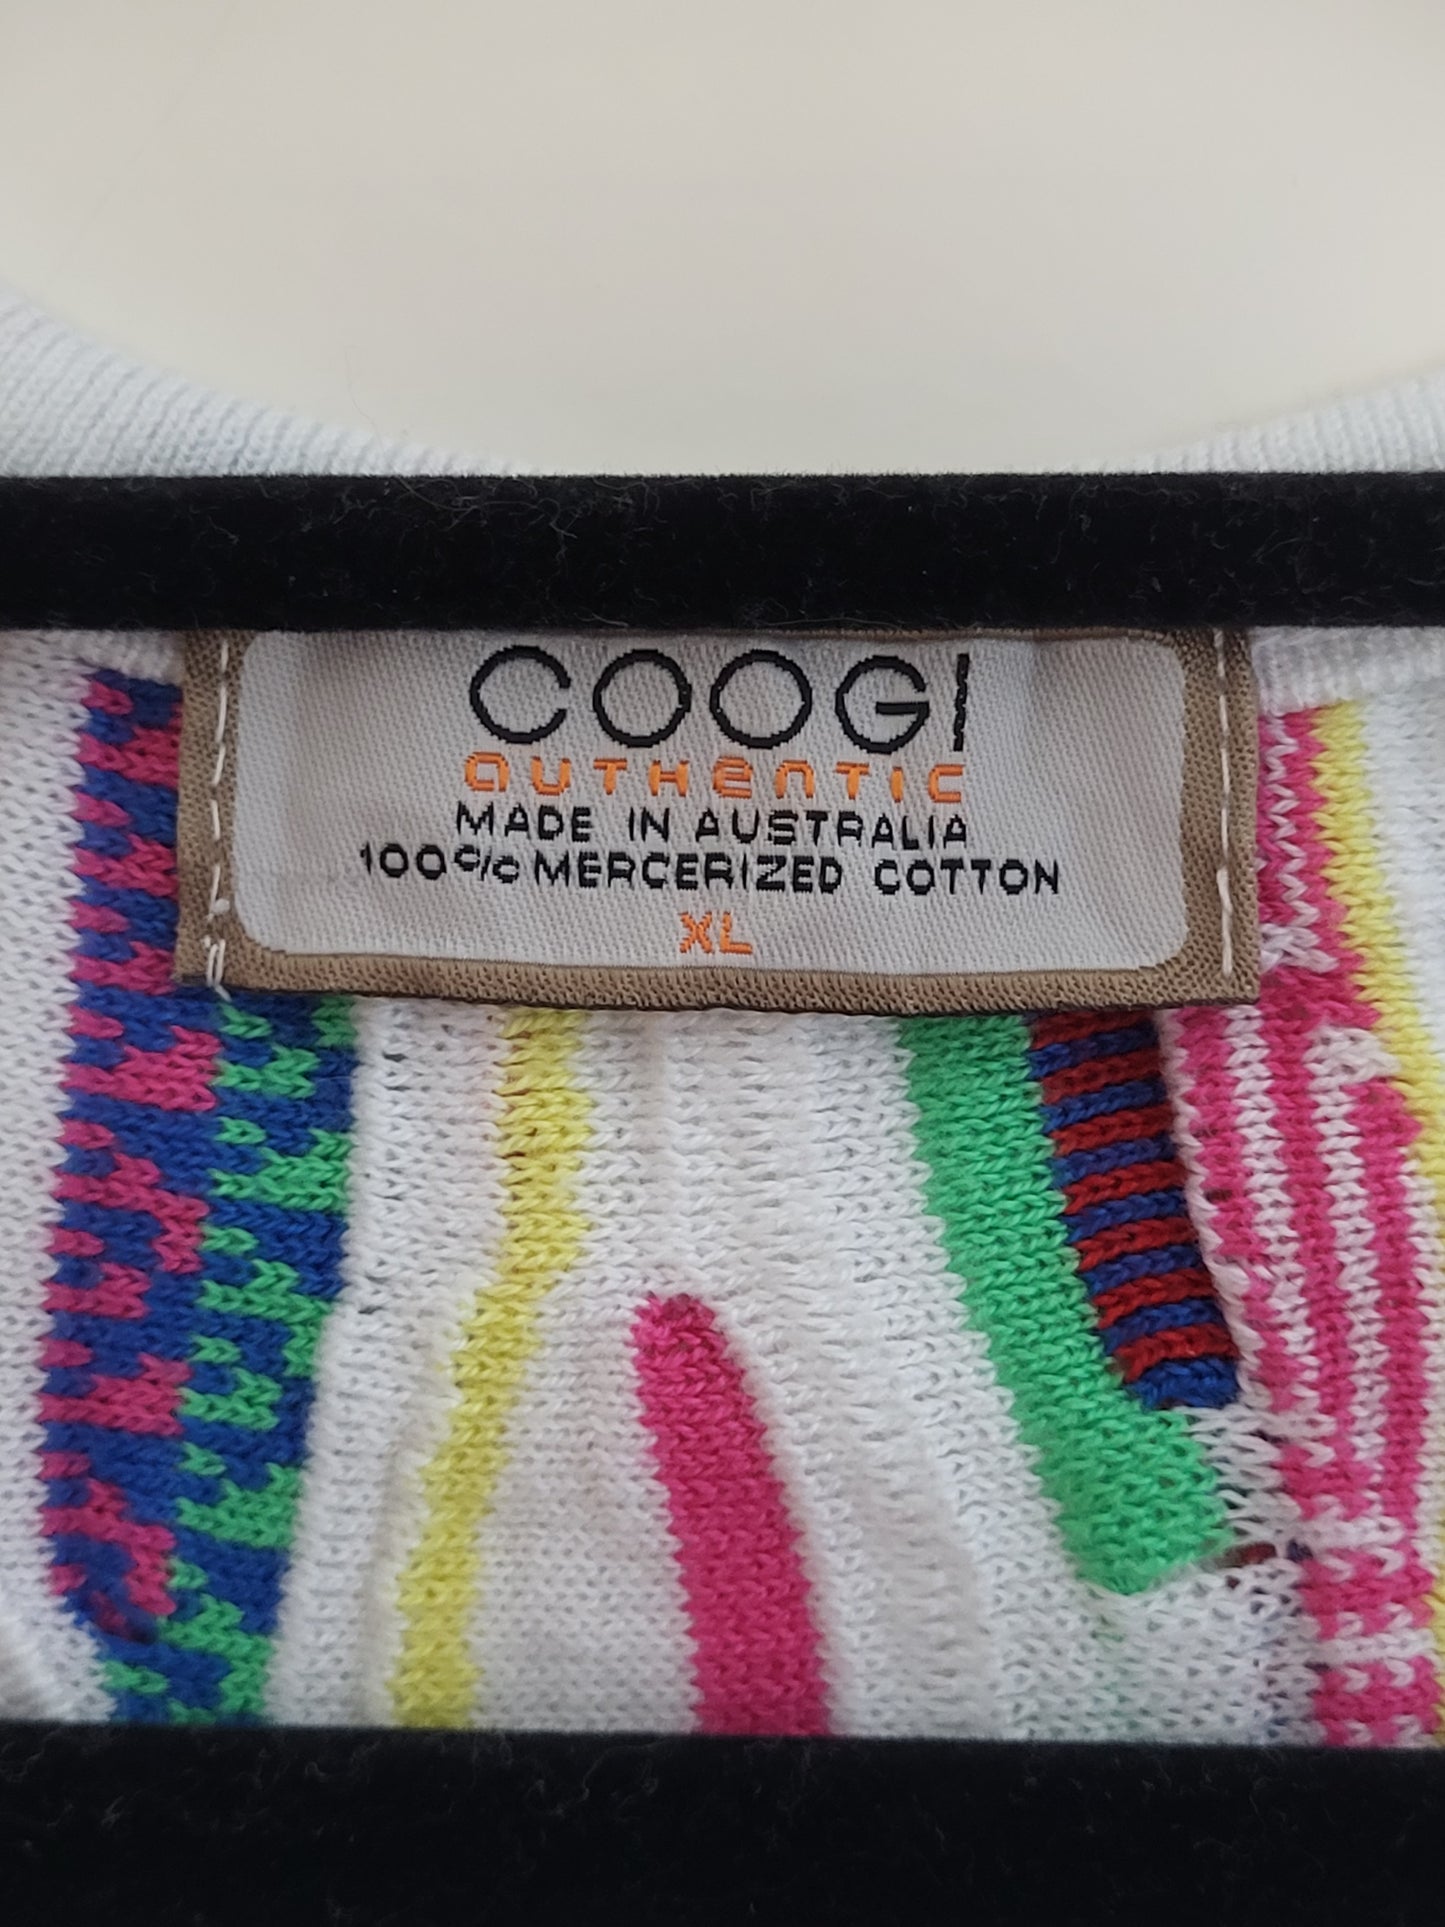 COOGI
AUTHENTIC
MADE IN AUSTRALIA
100% MERCERIZED COTTON
XL